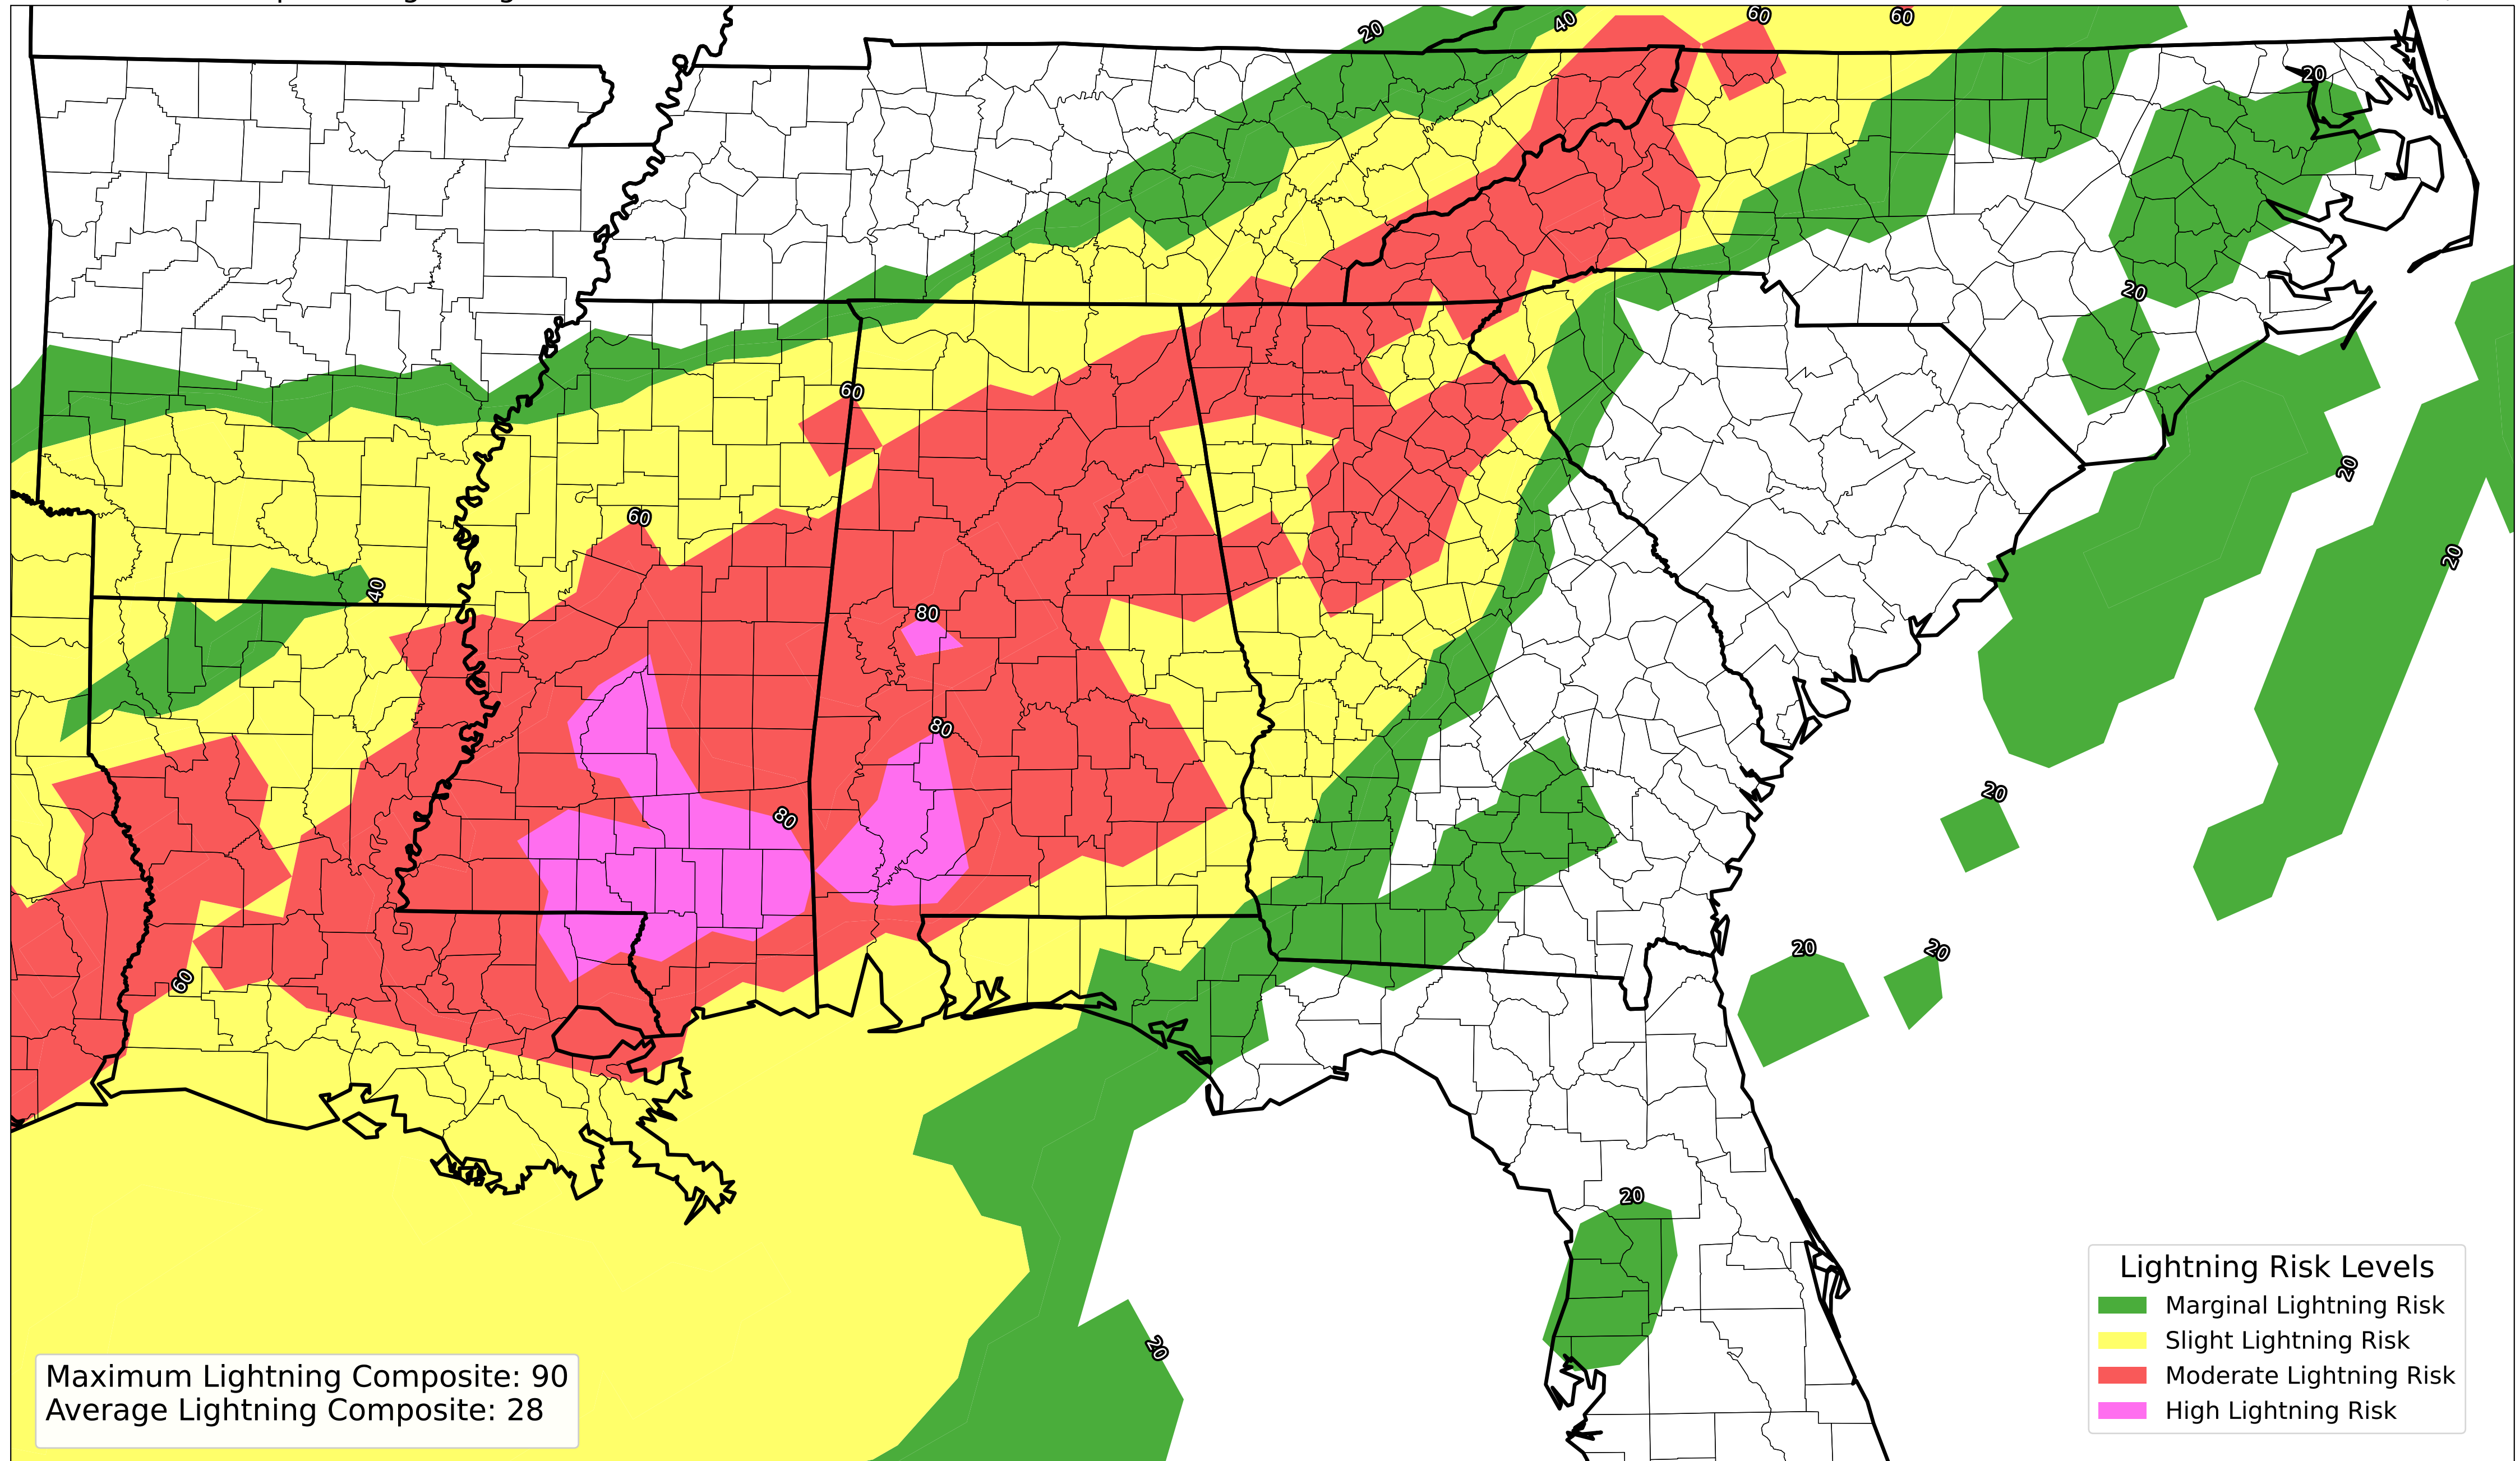 20
40
60
60
20
20
60
20
60
20
40
80
80
80
20
60
20
20
20
20
Lightning Risk Levels
Marginal Lightning Risk
Slight Lightning Risk
Moderate Lightning Risk
High Lightning Risk
Maximum Lightning Composite: 90
Average Lightning Composite: 28